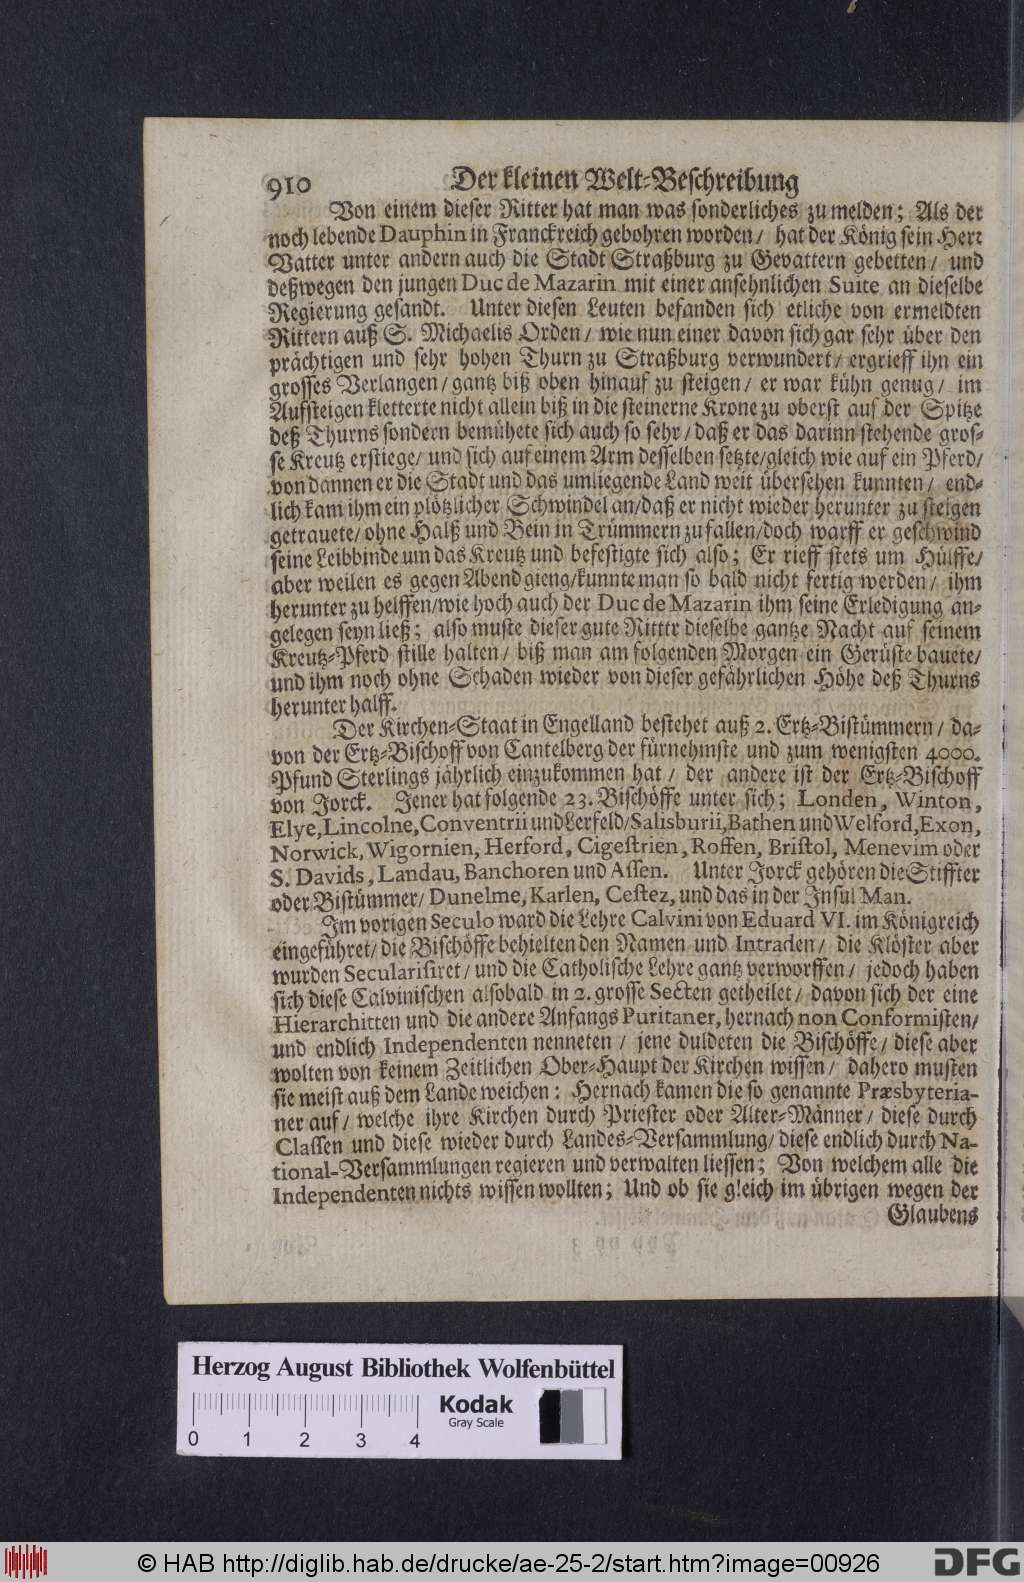 910 Der kleinen Welt-Beschreibung
Von einem dieser Ritter hat man was sonderliches zu melden; Als der
noch lebende Dauphin in Franckreich gebohren worden/ hat der König sein Herr
Vatter unter andern auch die Stadt Straßburg zu Gevattern gebetten/ und
deßwegen den jungen Duc de Mazarin mit einer ansehnlichen Suite an dieselbe
Regierung gesandt. Unter diesen Leuten befanden sich etliche von ermeldten
Rittern auß S. Michaelis Orden/ wie nun einer davon sich gar sehr über den
prächtigen und sehr hohen Thurn zu Straßburg verwundert/ ergrieff ihn ein
grosses Verlangen/ gantz biß oben hinauf zu steigen/ er war kühn genug/ im
Aufsteigen kletterte nicht allein biß in die steinerne Krone zu oberst auf der Spitze
deß Thurns sondern bemühete sich auch so sehr/ daß er das darinn stehende gros-
se Kreutz erstiege/ und sich auf einem Arm desselben setzte/gleich wie auf ein Pferd/
von dannen er die Stadt und das umliegende Land weit übersehen kunnten/ end-
lich kam ihm ein plötzlicher Schwindel an/daß er nicht wieder herunter zu steigen
getrauete/ ohne Halß und Bein in Trümmern zu fallen/doch warff er geschwind
seine Leibbinde um das Kreutz und befestigte sich also; Er rieff stets um Hülffe/
aber weilen es gegen Abend gieng/kunnte man so bald nicht fertig werden/ ihm
herunter zu helffen/wie hoch auch der Duc de Mazarin ihm seine Erledigung an-
gelegen seyn ließ; also muste dieser gute Ritttr dieselbe gantze Nacht auf seinem
Kreutz-Pferd stille halten/ biß man am folgenden Morgen ein Gerüste bauete/
und ihm noch ohne Schaden wieder von dieser gefährlichen Höhe deß Thurns
herunter halff.
Der Kirchen-Staat in Engelland bestehet auß 2. Ertz-Bistümmern/ da-
von der Ertz-Bischoff von Cantelberg der fürnehmste und zum wenigsten 4000.
Pfund Sterlings jährlich einzukommen hat/ der andere ist der Ertz-Bischoff
von Jorck. Jener hat folgende 23. Bischöffe unter sich; Londen, Winton,
Elye, Lincolne, Conventrii und Lerfeld/Salisburii, Bathen und Welford, Exon,
Norwick, Wigornien, Herford, Cigestrien, Roffen, Bristol, Menevim oder
S. Davids, Landau, Banchoren und Assen. Unter Jorck gehören die Stiffter
oder Bistümmer/ Dunelme, Karlen, Cestez, und das in der Insul Man.
Im vorigen Seculo ward die Lehre Calvini von Eduard VI. im Königreich
eingeführet/ die Bischöffe behielten den Namen und Intraden/ die Klöster aber
wurden Secularisiret/ und die Catholische Lehre gantz verworffen/ jedoch haben
sich diese Calvinischen alsobald in 2. grosse Secten getheilet/ davon sich der eine
Hierarchitten und die andere Anfangs Puritaner, hernach non Conformisten/
und endlich Independenten nenneten/ jene duldeten die Bischöffe/ diese aber
wolten von keinem Zeitlichen Ober-Haupt der Kirchen wissen/ dahero musten
sie meist auß dem Lande weichen: Hernach kamen die so genannte Præsbyteria-
ner auf/ welche ihre Kirchen durch Priester oder Alter-Männer/ diese durch
Classen und diese wieder durch Landes-Versammlung/ diese endlich durch Na-
tional-Versammlungen regieren und verwalten liessen; Von welchem alle die
Independenten nichts wissen wollten; Und ob sie gleich im übrigen wegen der
Glaubens
Herzog August Bibliothek Wolfenbüttel
Kodak
Gray Scale
0 1 2 3 4
© HAB http://diglib.hab.de/drucke/ae-25-2/start.htm?image=00926
DFG